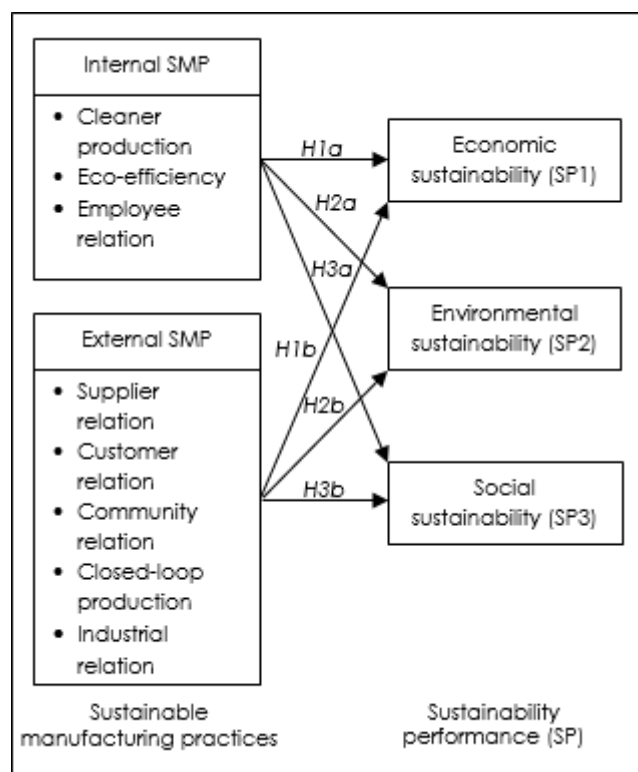 Internal SMP
• Cleaner
production
• Eco-efficiency
• Employee
relation
External SMP
• Supplier
relation
• Customer
relation
• Community
relation
• Closed-loop
production
• Industrial
relation
H1a
H2a
H3a
H1b
H2b
H3b
Economic
sustainability (SP1)
Environmental
sustainability (SP2)
Social
sustainability (SP3)
Sustainable
manufacturing practices
Sustainability
performance (SP)